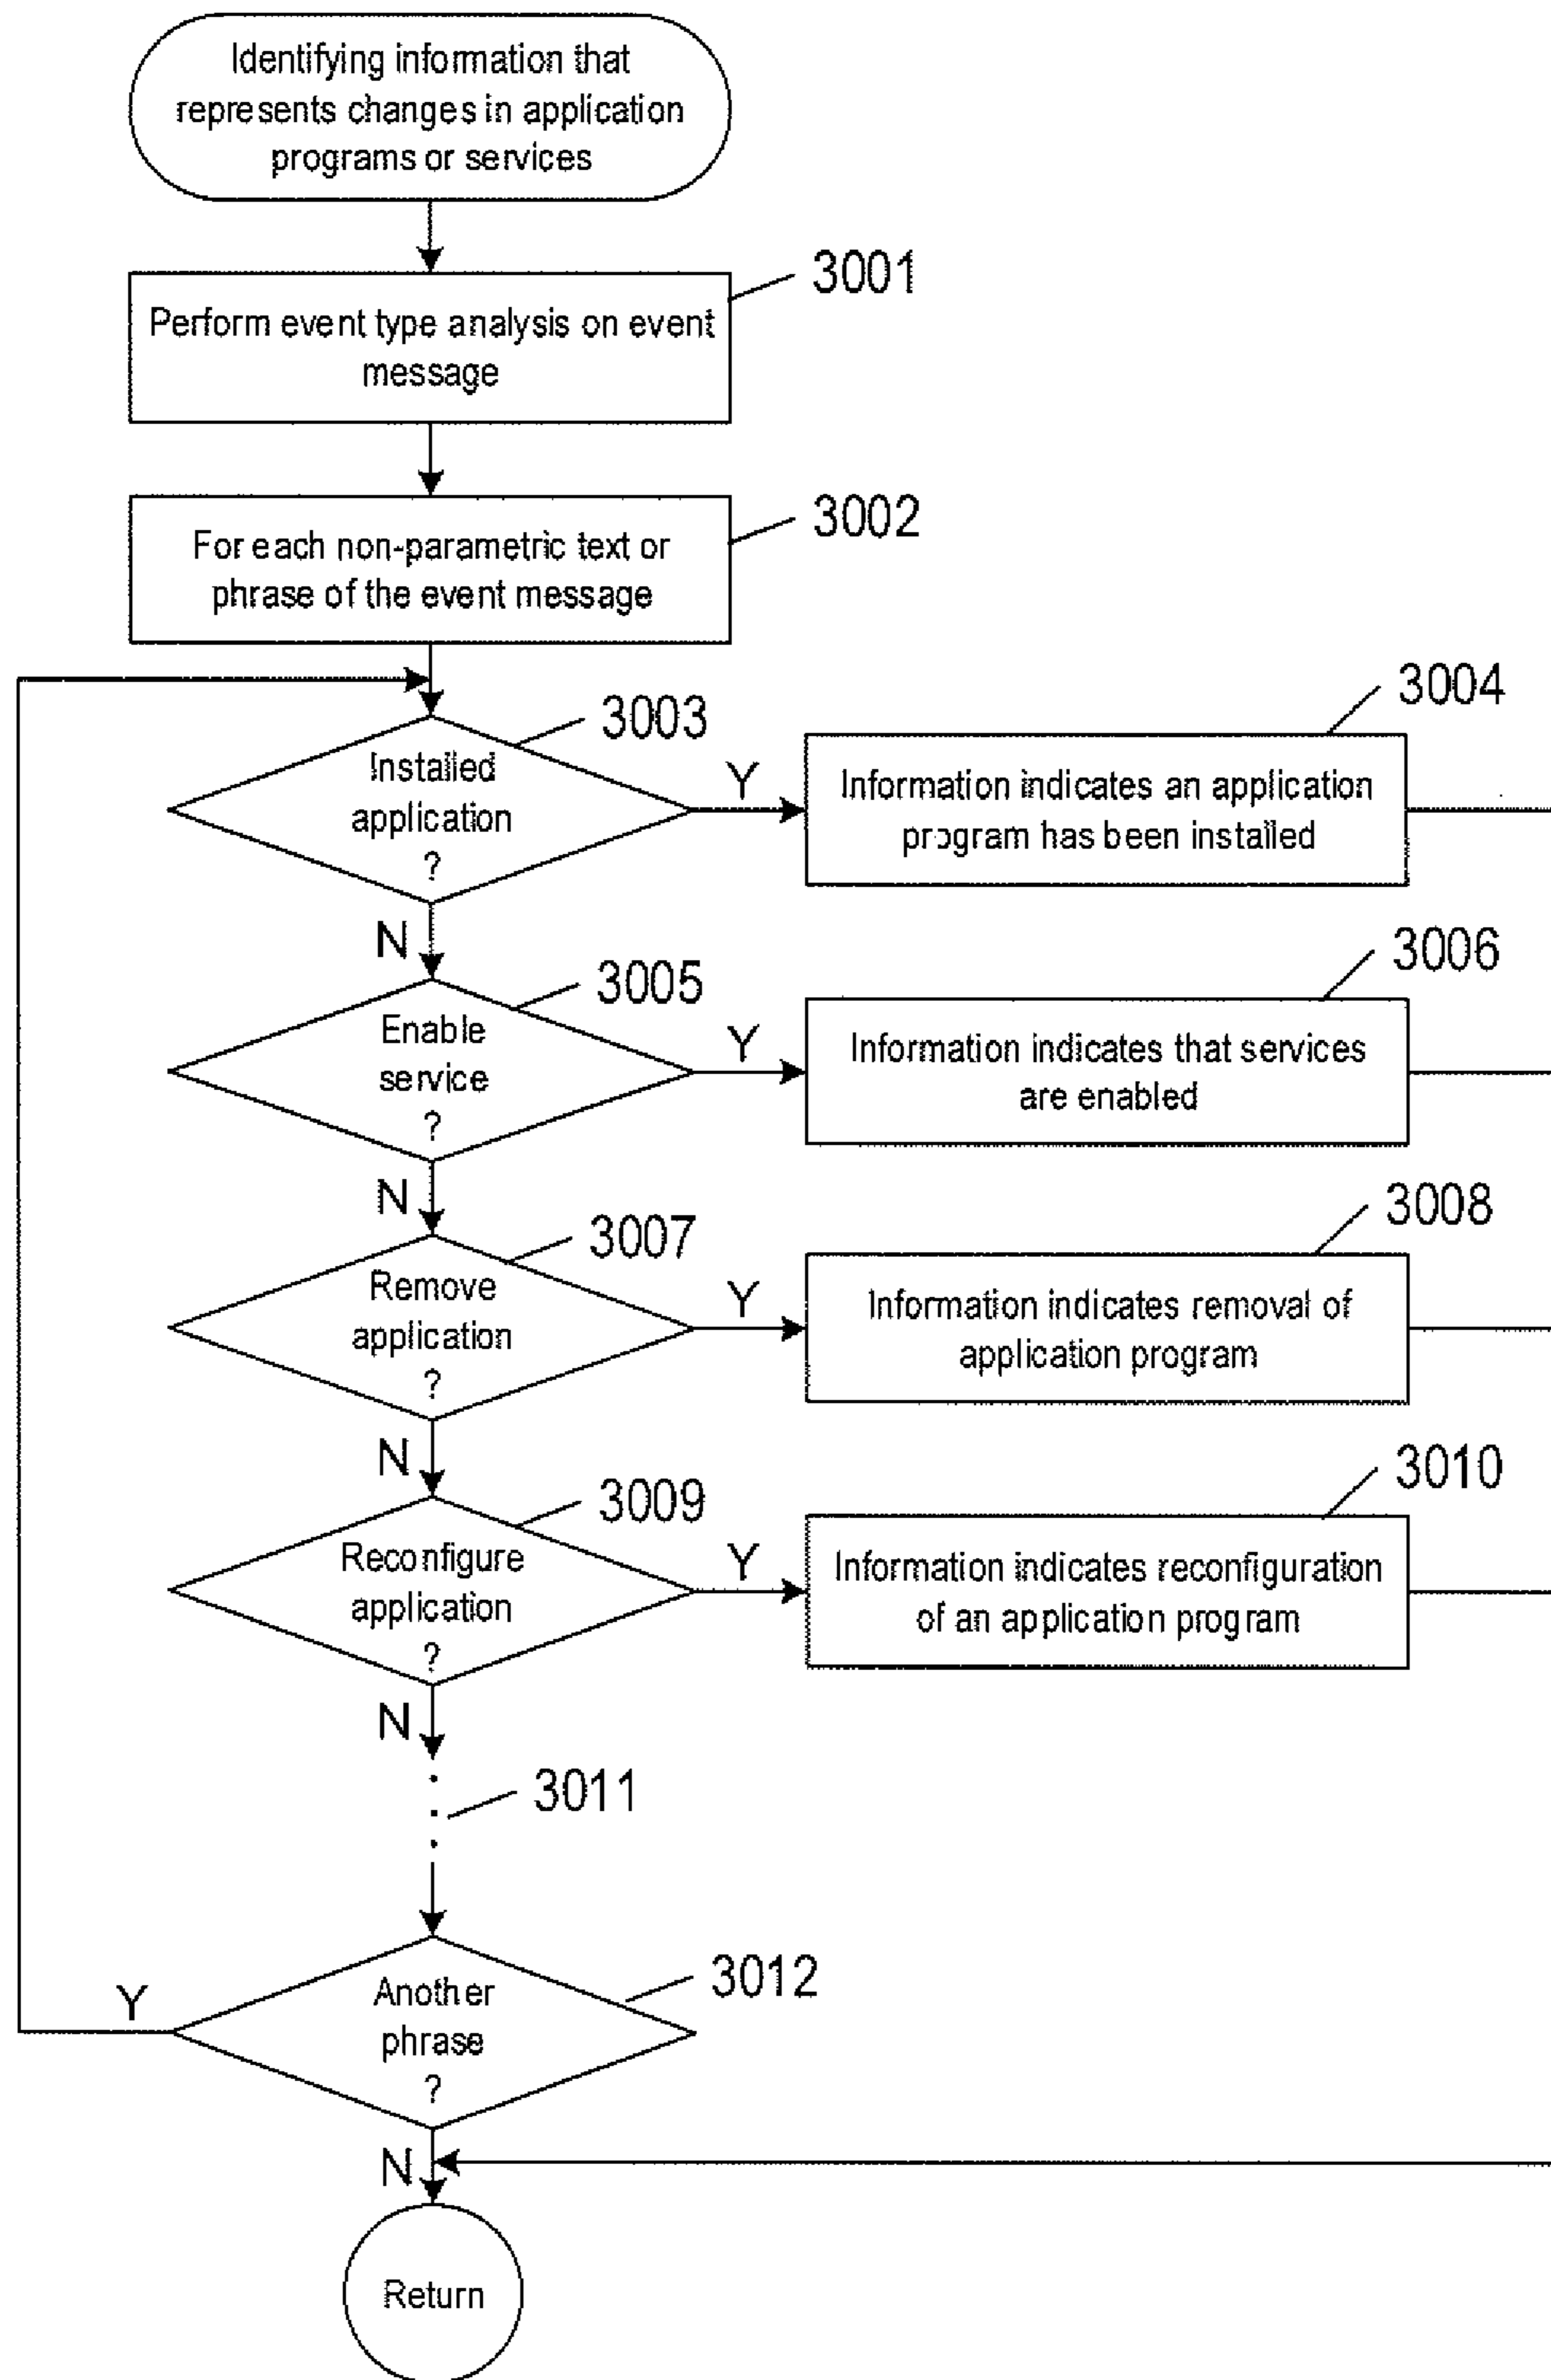 Identifying information that
represents changes in application
programs or services
3001
Perform event type analysis on event
message
3002
For each non-parametric text or
phrase of the event message
3003
Installed
application
?
Y
3004
Information indicates an application
program has been installed
N
3005
Enable
service
?
Y
3006
Information indicates that services
are enabled
N
3007
Remove
application
?
Y
3008
Information indicates removal of
application program
N
3009
Reconfigure
application
?
Y
3010
Information indicates reconfiguration
of an application program
N
3011
3012
Another
phrase
?
Y
N
Return